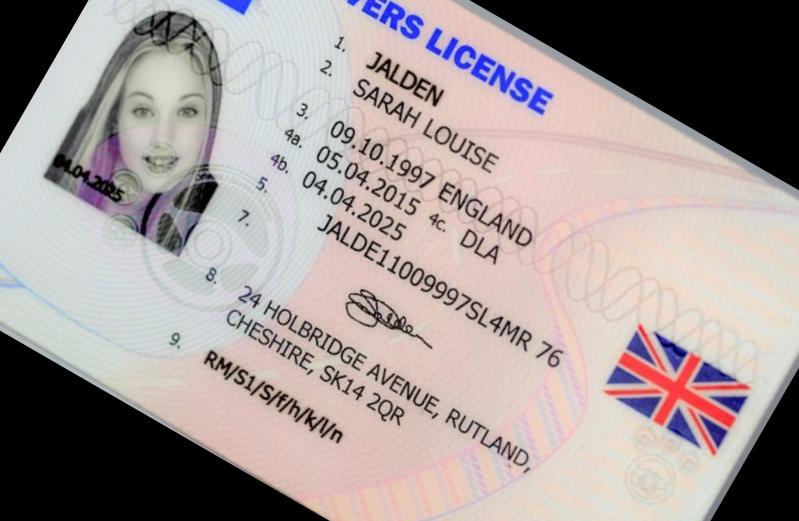 VERS LICENSE
1. JALDEN
2. SARAH LOUISE
3. 09.10.1997 ENGLAND
4a. 05.04.2015 4c. DLA
4b. 04.04.2025
5. JALDE11009997SL4MR 76
7.
8. 24 HOLBRIDGE AVENUE, RUTLAND,
CHESHIRE, SK14 2QR
9. RM/S1/S/f/h/k/l/n
04.04.2025